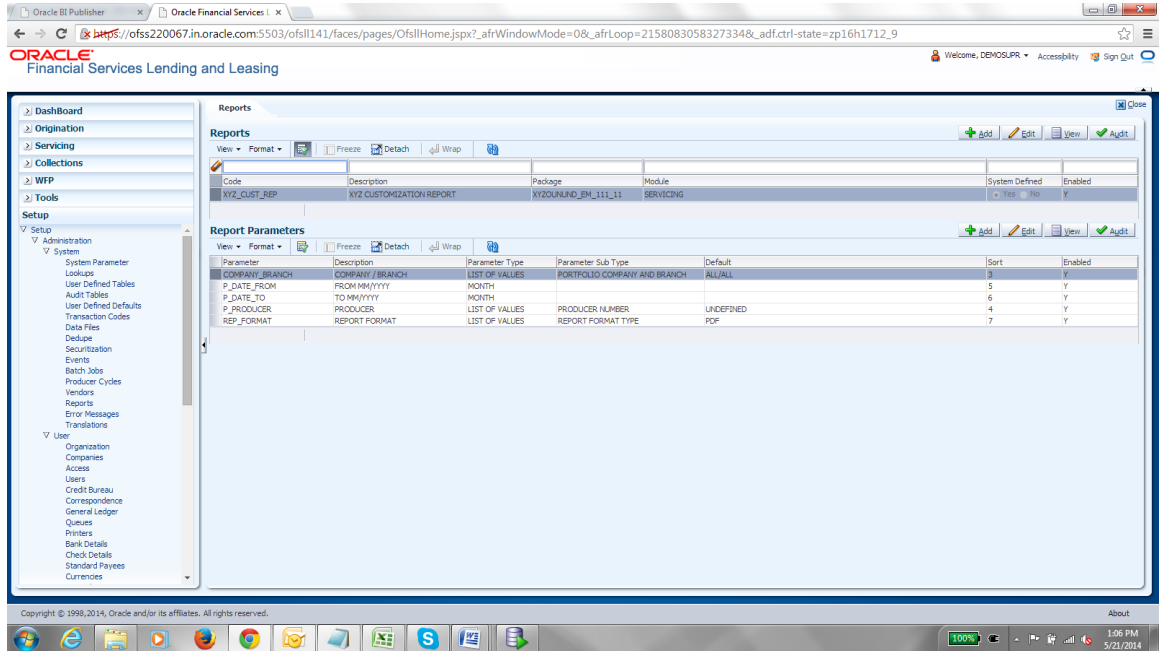 Oracle BI Publisher
Oracle Financial Services L
https://ofss220067.in.oracle.com:5503/ofsll141/faces/pages/OfsllHome.jspx?_afrWindowMode=0&_afrLoop=21580830583273348&_adf.ctrl-state=zp16h1712_9
ORACLE
Financial Services Lending and Leasing
Welcome, DEMOSUPR Accessibility Sign Out
DashBoard
Origination
Servicing
Collections
WFP
Tools
Setup
Setup
Administration
System
System Parameter
Lookups
User Defined Tables
Audit Tables
User Defined Defaults
Transaction Codes
Data Files
Dedupe
Securitization
Events
Batch Jobs
Producer Cycles
Vendors
Reports
Error Messages
Translations
User
Organization
Companies
Access
Users
Credit Bureau
Correspondence
General Ledger
Queues
Printers
Bank Details
Check Details
Standard Payees
Currencies
Reports
Close
Reports
Add Edit View Audit
View Format Freeze Detach Wrap
Code Description Package Module System Defined Enabled
XYZ_CUST_REP XYZ CUSTOMIZATION REPORT XYZOUNUND_EM_111_11 SERVICING Yes No Y
Report Parameters
Add Edit View Audit
View Format Freeze Detach Wrap
Parameter Description Parameter Type Parameter Sub Type Default Sort Enabled
COMPANY_BRANCH COMPANY / BRANCH LIST OF VALUES PORTFOLIO COMPANY AND BRANCH ALL/ALL 3 Y
P_DATE_FROM FROM MM/YYYY MONTH 5 Y
P_DATE_TO TO MM/YYYY MONTH 6 Y
P_PRODUCER PRODUCER LIST OF VALUES PRODUCER NUMBER UNDEFINED 4 Y
REP_FORMAT REPORT FORMAT LIST OF VALUES REPORT FORMAT TYPE PDF 7 Y
Copyright © 1998,2014, Oracle and/or its affiliates. All rights reserved.
About
100%
1:06 PM
5/21/2014